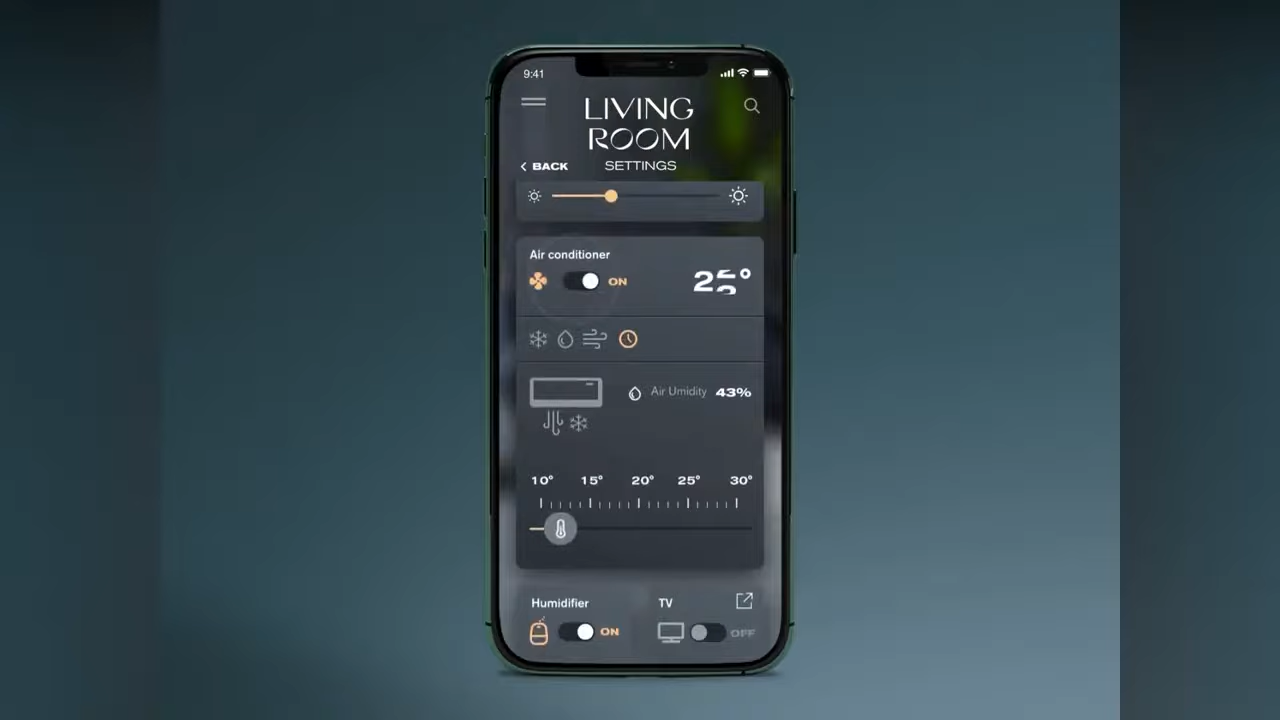 9:41
LIVING
ROOM
< BACK
SETTINGS
Air conditioner
ON
Air Umidity 43%
10° 15° 20° 25° 30°
Humidifier
TV
ON
OFF